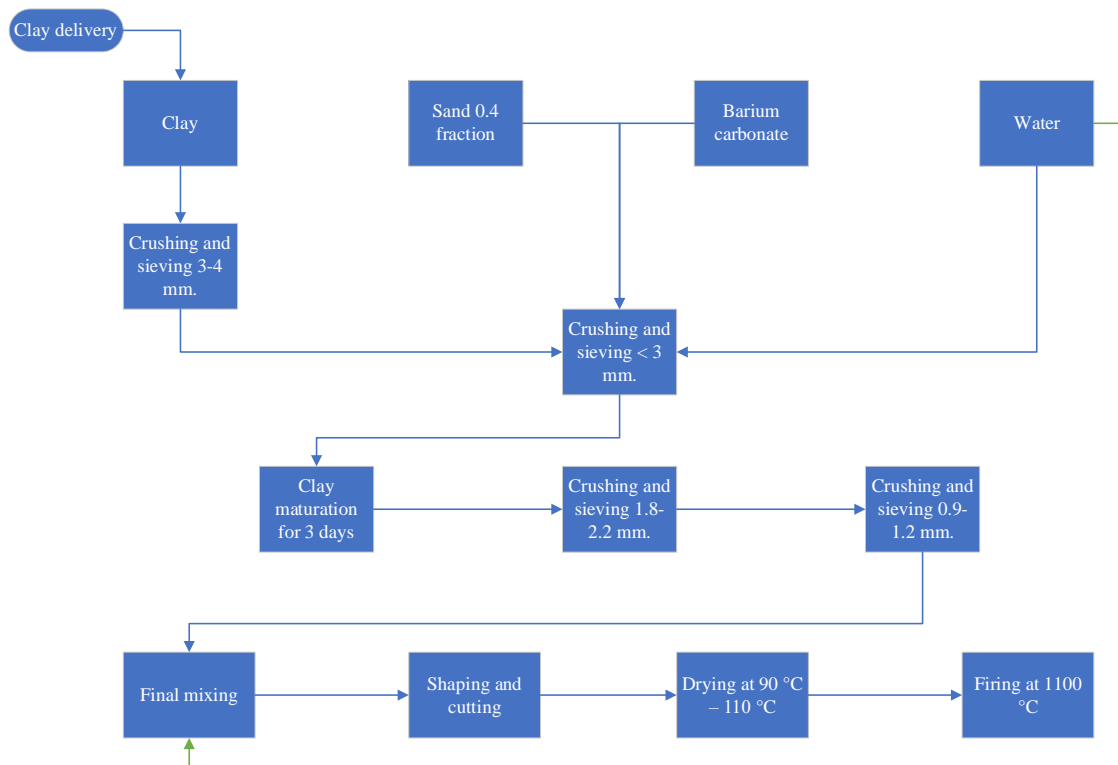 Clay delivery
Clay
Sand 0.4
fraction
Barium
carbonate
Water
Crushing and
sieving 3-4
mm.
Crushing and
sieving < 3
mm.
Clay
maturation
for 3 days
Crushing and
sieving 1.8-
2.2 mm.
Crushing and
sieving 0.9-
1.2 mm.
Final mixing
Shaping and
cutting
Drying at 90 °C
– 110 °C
Firing at 1100
°C